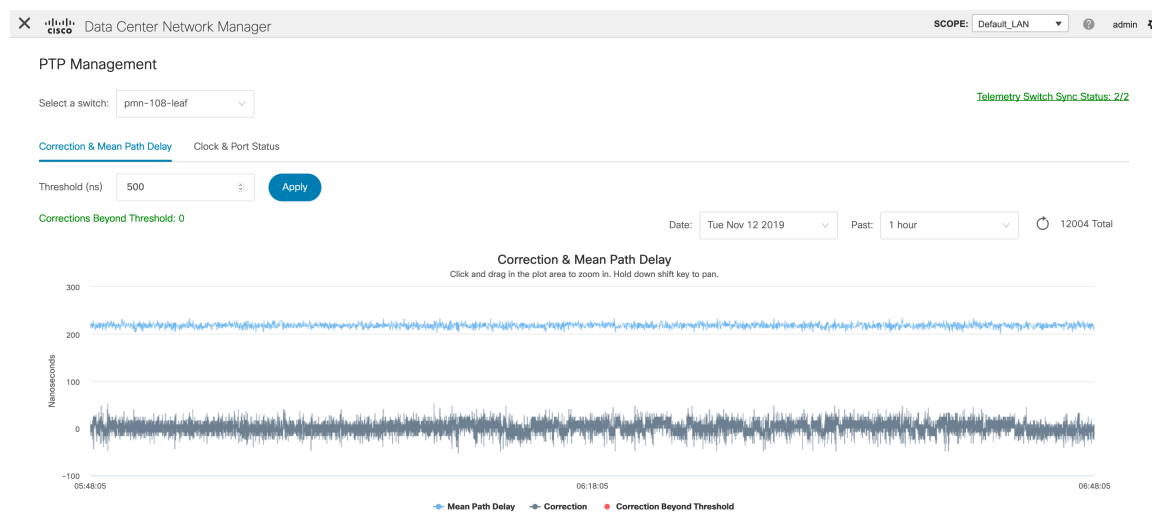 CISCO Data Center Network Manager SCOPE: Default_LAN ? admin
PTP Management
Select a switch: pmn-108-leaf
Telemetry Switch Sync Status: 2/2
Correction & Mean Path Delay Clock & Port Status
Threshold (ns) 500 Apply
Corrections Beyond Threshold: 0
Date: Tue Nov 12 2019 Past: 1 hour 12004 Total
Correction & Mean Path Delay
Click and drag in the plot area to zoom in. Hold down shift key to pan.
300
200
Nanoseconds
100
0
-100
05:48:05 06:18:05 06:48:05
Mean Path Delay Correction Correction Beyond Threshold